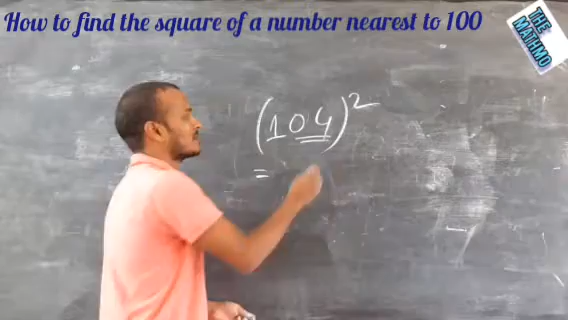 How to find the square of a number nearest to 100
THE
MATHMO
(104)²
=